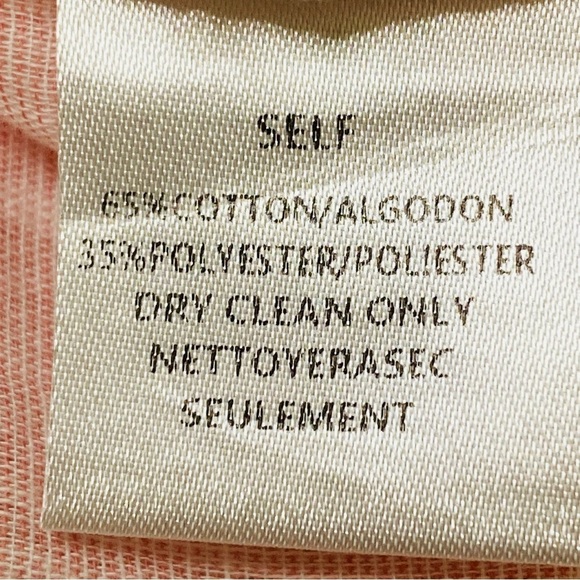 SELF
65%COTTON/ALGODON
35%POLYESTER/POLIESTER
DRY CLEAN ONLY
NETTOYERASEC
SEULEMENT